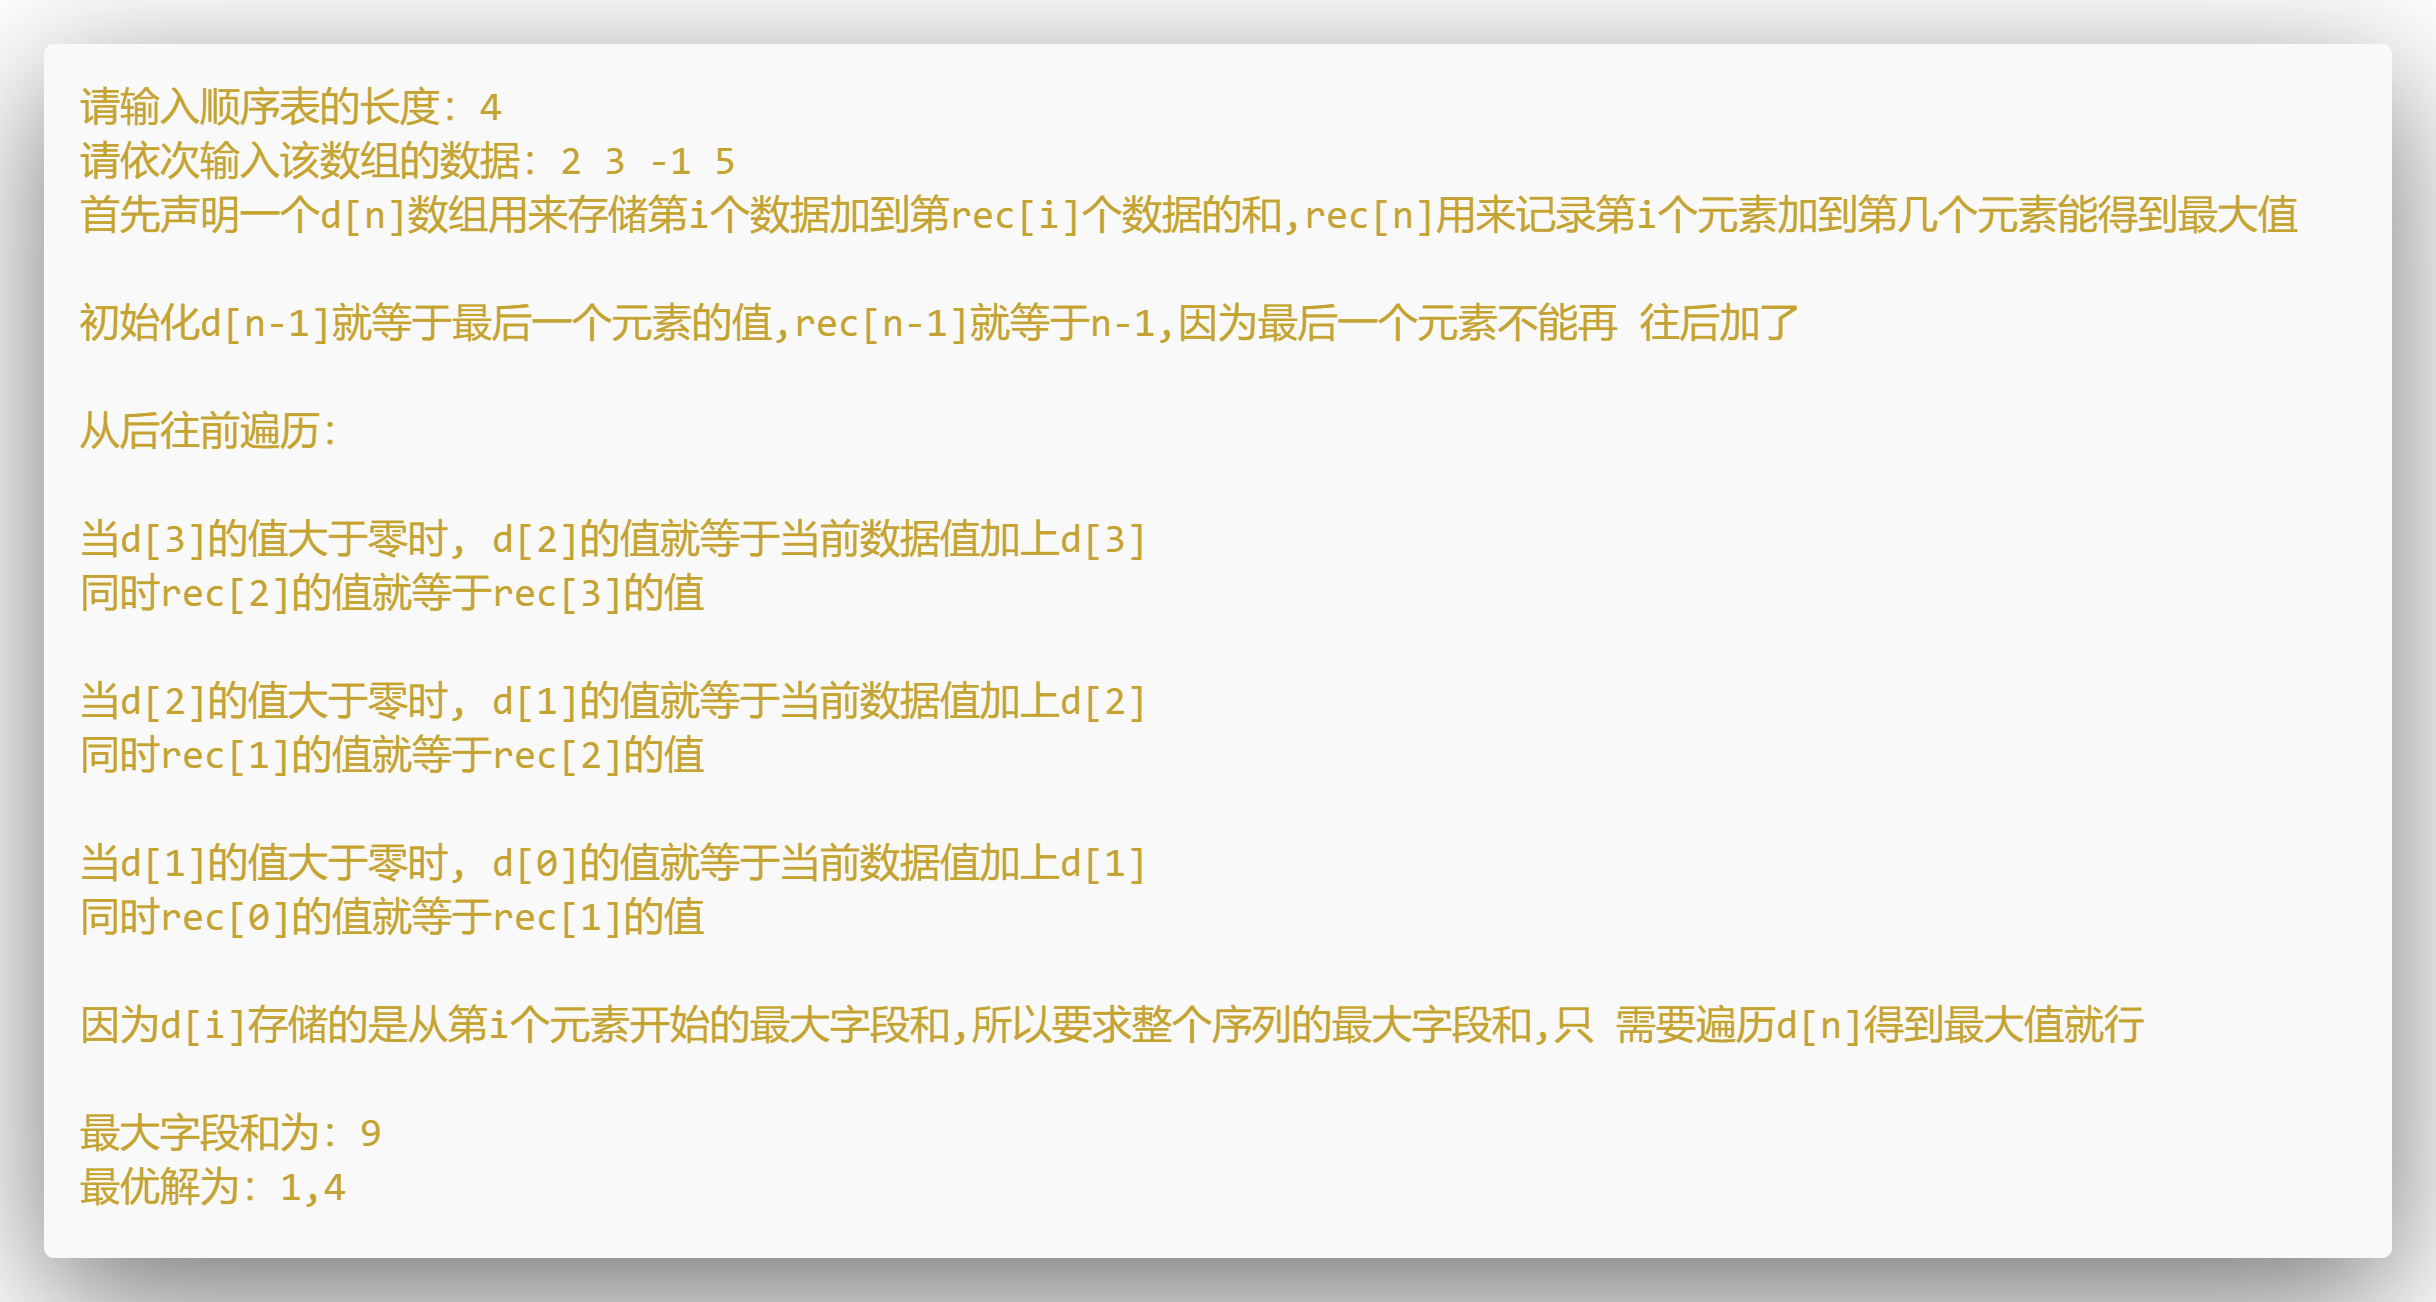 请输入顺序表的长度：4
请依次输入该数组的数据：2 3 -1 5
首先声明一个d[n]数组用来存储第i个数据加到第rec[i]个数据的和,rec[n]用来记录第i个元素加到第几个元素能得到最大值
初始化d[n-1]就等于最后一个元素的值,rec[n-1]就等于n-1,因为最后一个元素不能再 往后加了
从后往前遍历：
当d[3]的值大于零时, d[2]的值就等于当前数据值加上d[3]
同时rec[2]的值就等于rec[3]的值
当d[2]的值大于零时, d[1]的值就等于当前数据值加上d[2]
同时rec[1]的值就等于rec[2]的值
当d[1]的值大于零时, d[0]的值就等于当前数据值加上d[1]
同时rec[0]的值就等于rec[1]的值
因为d[i]存储的是从第i个元素开始的最大字段和,所以要求整个序列的最大字段和,只 需要遍历d[n]得到最大值就行
最大字段和为：9
最优解为：1,4